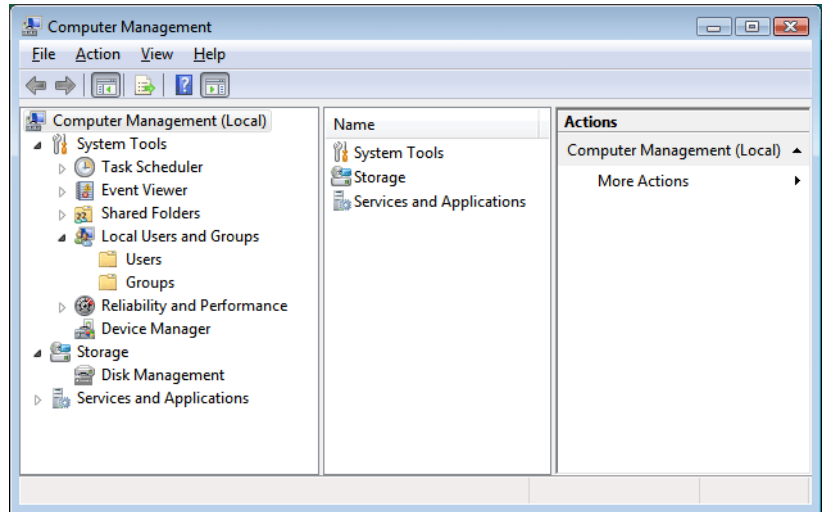 Computer Management
File Action View Help
Computer Management (Local)
System Tools
Task Scheduler
Event Viewer
Shared Folders
Local Users and Groups
Users
Groups
Reliability and Performance
Device Manager
Storage
Disk Management
Services and Applications
Name
System Tools
Storage
Services and Applications
Actions
Computer Management (Local)
More Actions